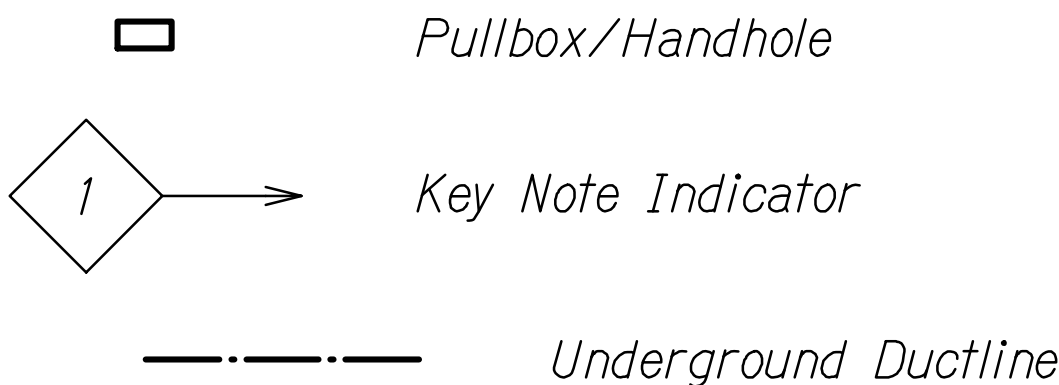 Pullbox/Handhole
1 Key Note Indicator
Underground Ductline